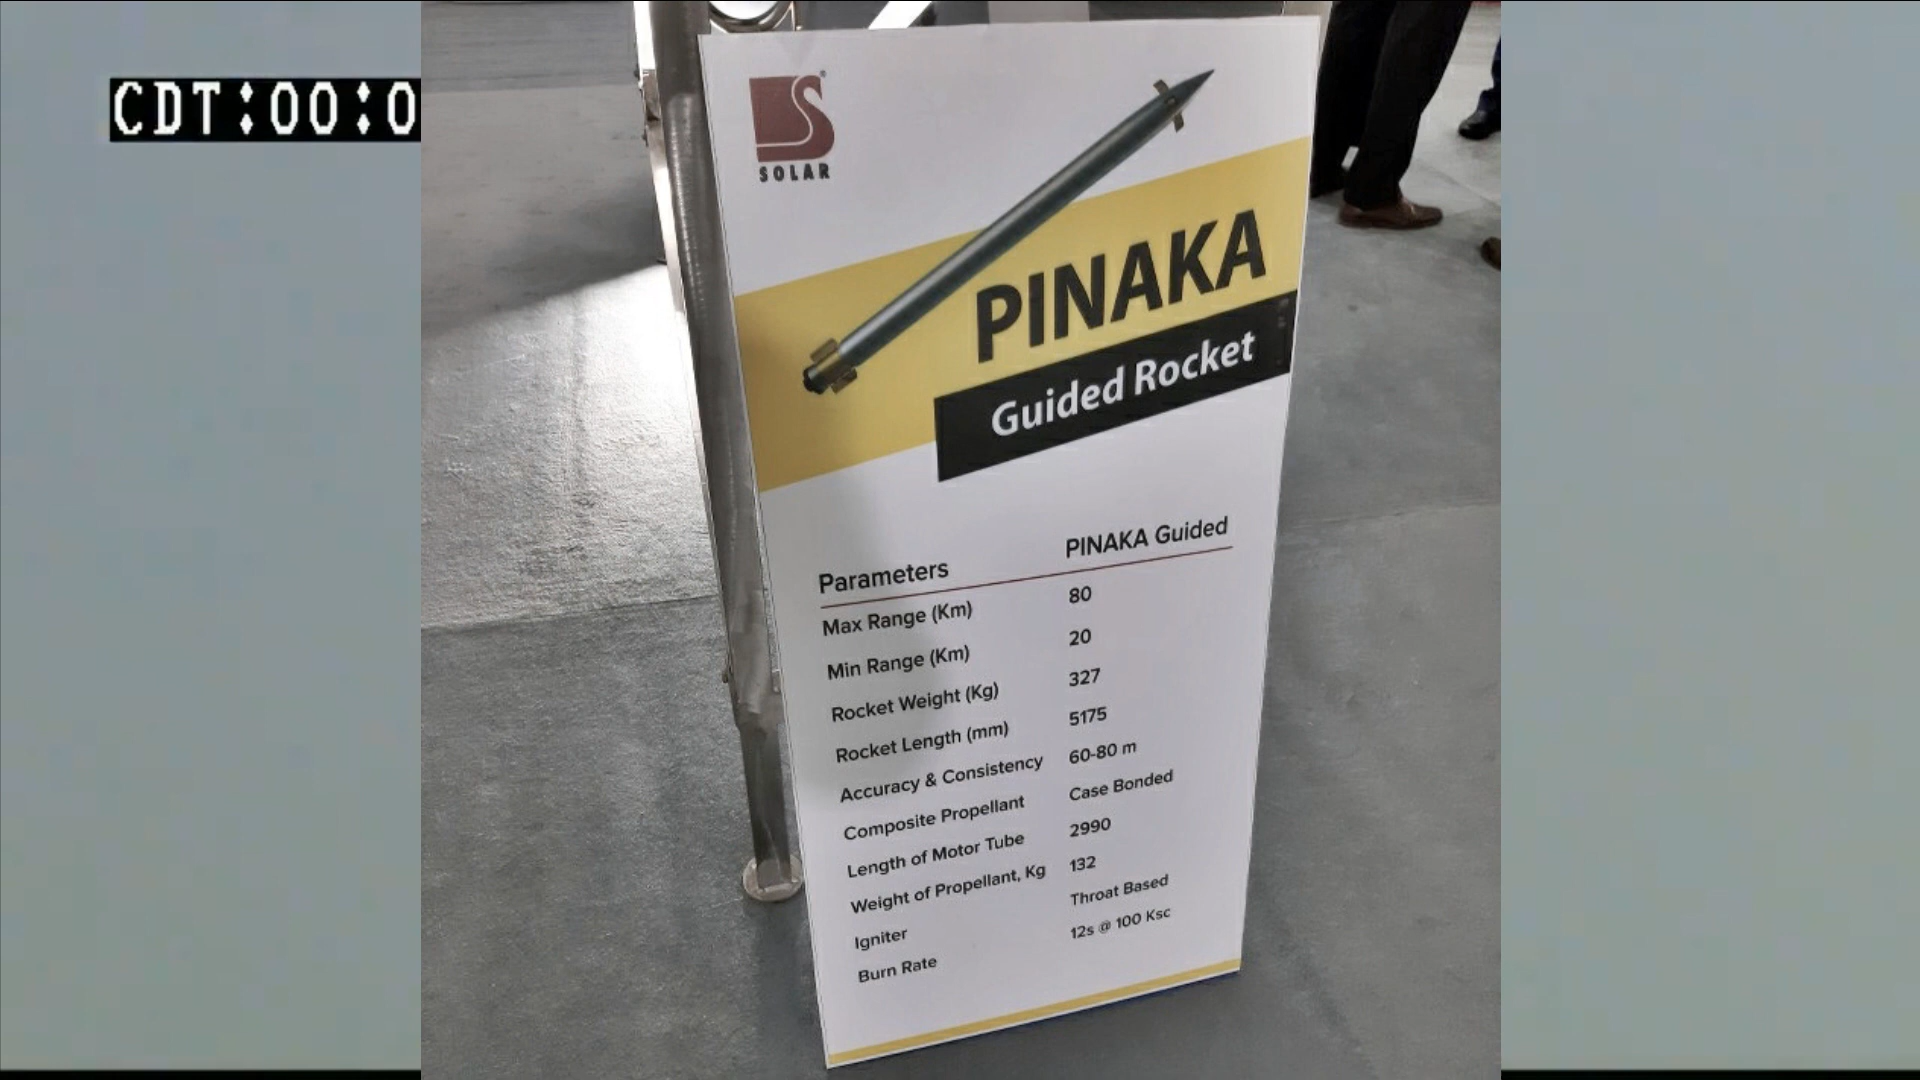 CDT:00:0
SOLAR
PINAKA
Guided Rocket
Parameters PINAKA Guided
Max Range (Km) 80
Min Range (Km) 20
Rocket Weight (Kg) 327
Rocket Length (mm) 5175
Accuracy & Consistency 60-80 m
Composite Propellant Case Bonded
Length of Motor Tube 2990
Weight of Propellant, Kg 132
Igniter Throat Based
Burn Rate 12s @ 100 Ksc